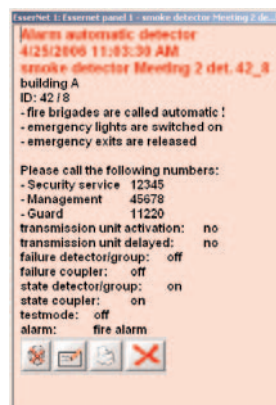 EsserNet 1: Essernet panel 1 - smoke detector Meeting 2 det. 42_8
Alarm automatic detector
4/25/2006 11:03:30 AM
smoke detector Meeting 2 det. 42_8
building A
ID: 42 / 8
- fire brigades are called automatic !
- emergency lights are switched on
- emergency exits are released
Please call the following numbers:
- Security service 12345
- Management 45678
- Guard 11220
transmission unit activation: no
transmission unit delayed: no
failure detector/group: off
failure coupler: off
state detector/group: on
state coupler: on
testmode: off
alarm: fire alarm